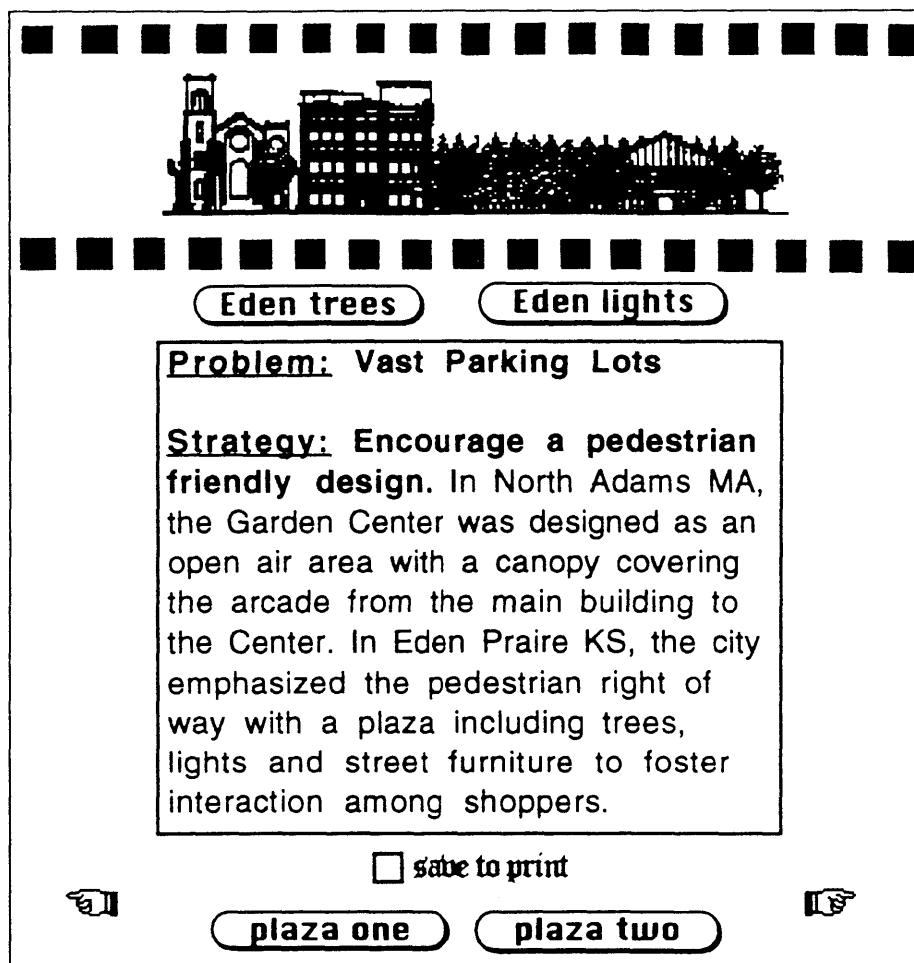 Eden trees Eden lights
Problem: Vast Parking Lots
Strategy: Encourage a pedestrian
friendly design. In North Adams MA,
the Garden Center was designed as an
open air area with a canopy covering
the arcade from the main building to
the Center. In Eden Praire KS, the city
emphasized the pedestrian right of
way with a plaza including trees,
lights and street furniture to foster
interaction among shoppers.
save to print
plaza one plaza two